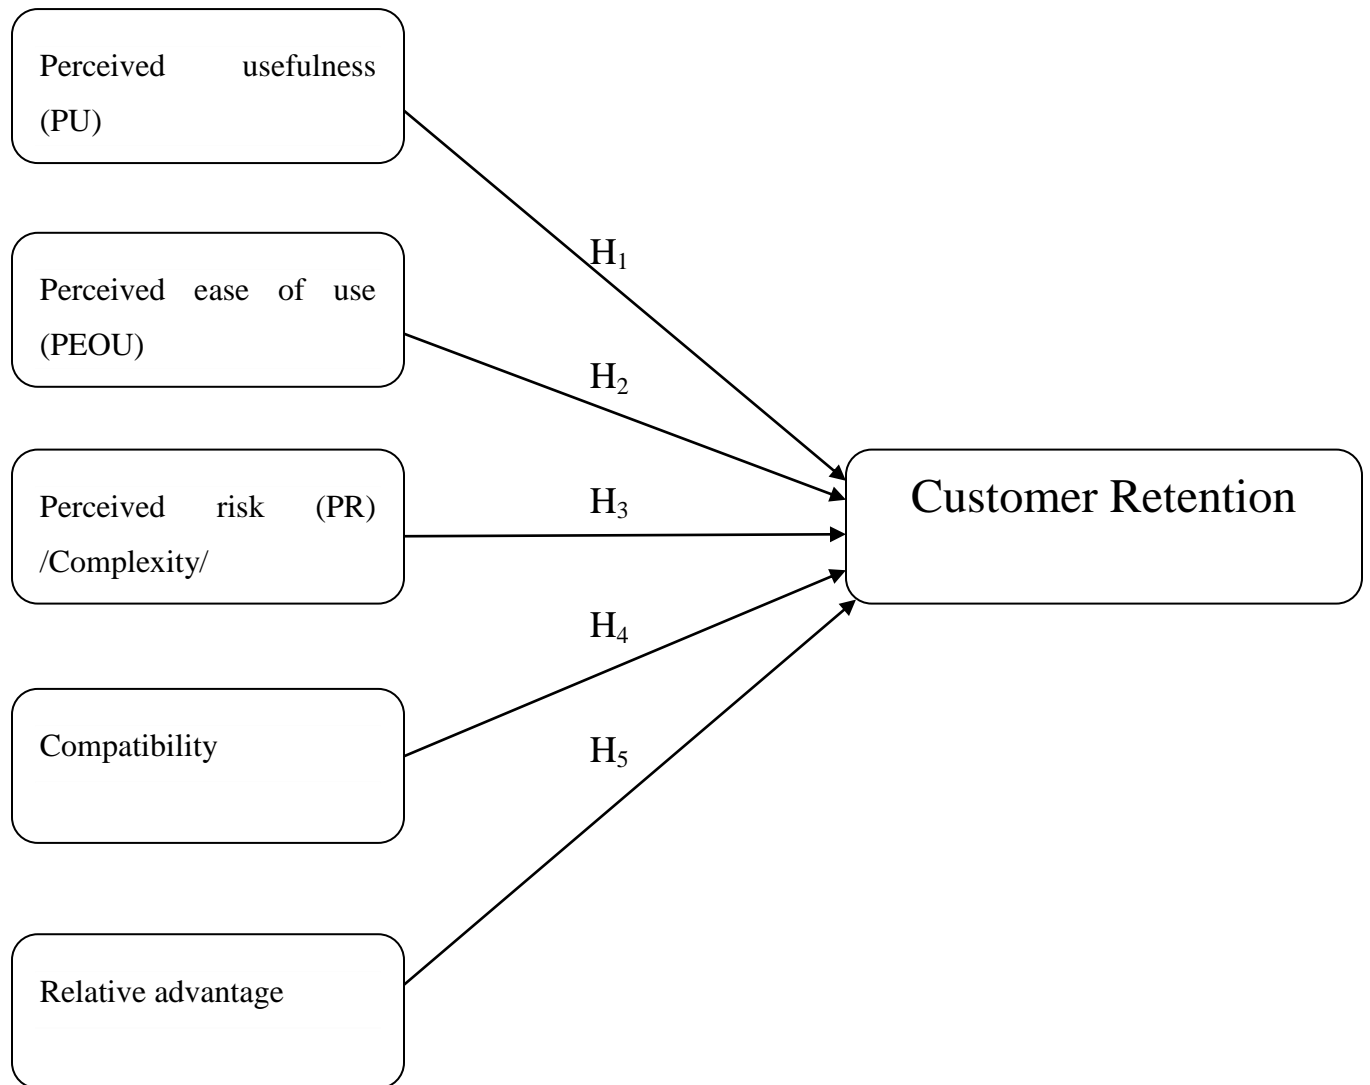 Perceived usefulness
(PU)
H₁
Perceived ease of use
(PEOU)
H₂
Perceived risk (PR)
/Complexity/
H₃
Customer Retention
H₄
Compatibility
H₅
Relative advantage